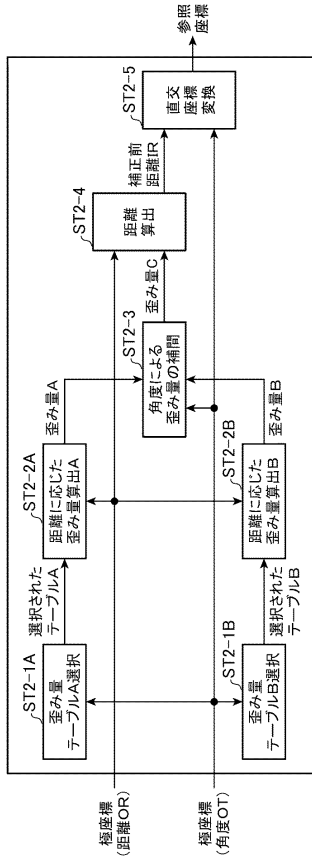 極座標
(距離OR)
極座標
(角度OT)
ST2-1A
歪み量
テーブルA選択
選択された
テーブルA
ST2-2A
距離に応じた
歪み量算出A
歪み量A
ST2-1B
歪み量
テーブルB選択
選択された
テーブルB
ST2-2B
距離に応じた
歪み量算出B
歪み量B
ST2-3
角度による
歪み量の補間
歪み量C
ST2-4
距離
算出
補正前
距離IR
ST2-5
直交
座標
変換
参照
座標